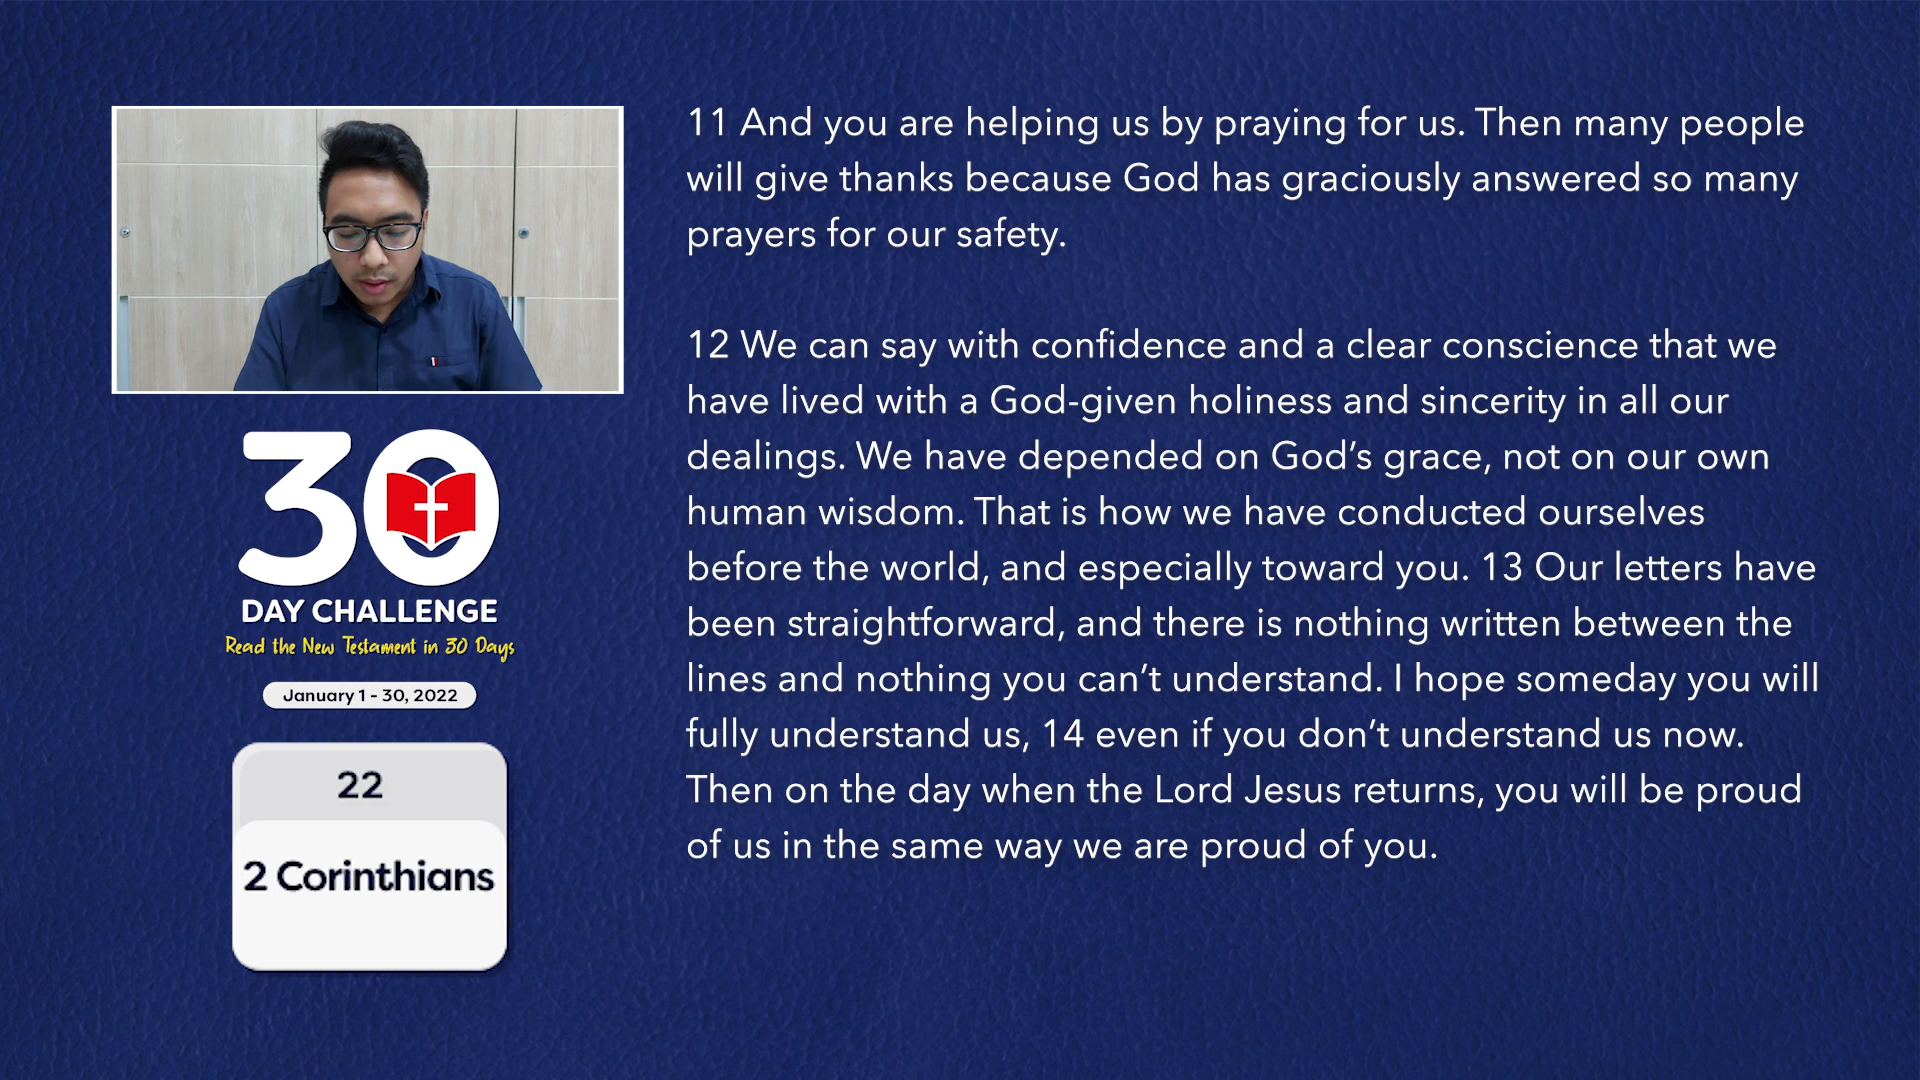 11 And you are helping us by praying for us. Then many people
will give thanks because God has graciously answered so many
prayers for our safety.
12 We can say with confidence and a clear conscience that we
have lived with a God-given holiness and sincerity in all our
dealings. We have depended on God’s grace, not on our own
human wisdom. That is how we have conducted ourselves
before the world, and especially toward you. 13 Our letters have
been straightforward, and there is nothing written between the
lines and nothing you can’t understand. I hope someday you will
fully understand us, 14 even if you don’t understand us now.
Then on the day when the Lord Jesus returns, you will be proud
of us in the same way we are proud of you.
30
DAY CHALLENGE
Read the New Testament in 30 Days
January 1 - 30, 2022
22
2 Corinthians